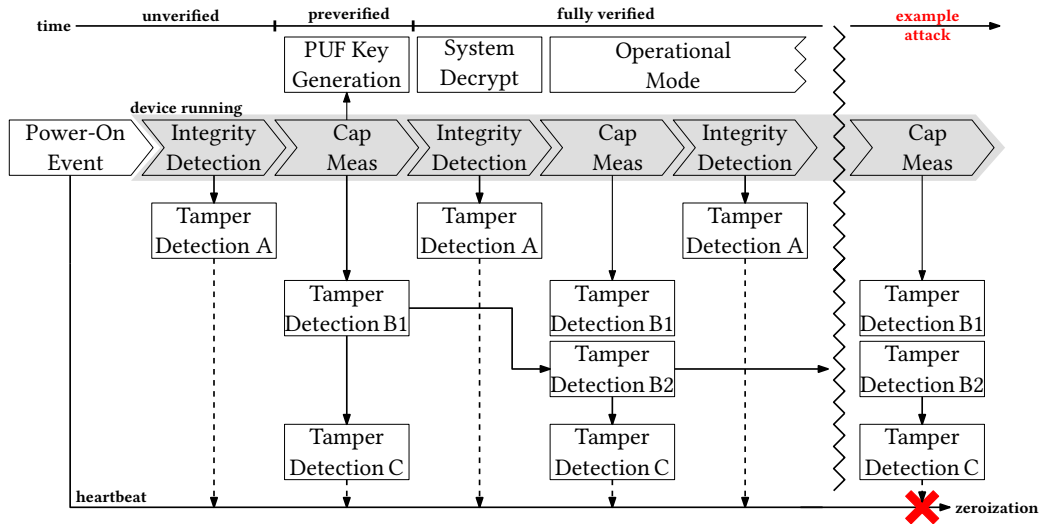 time
unverified
preverified
fully verified
example
attack
PUF Key
Generation
System
Decrypt
Operational
Mode
device running
Power-On
Event
Integrity
Detection
Cap
Meas
Integrity
Detection
Cap
Meas
Integrity
Detection
Cap
Meas
Tamper
Detection A
Tamper
Detection A
Tamper
Detection A
Tamper
Detection B1
Tamper
Detection B1
Tamper
Detection B1
Tamper
Detection B2
Tamper
Detection B2
Tamper
Detection C
Tamper
Detection C
Tamper
Detection C
heartbeat
zeroization